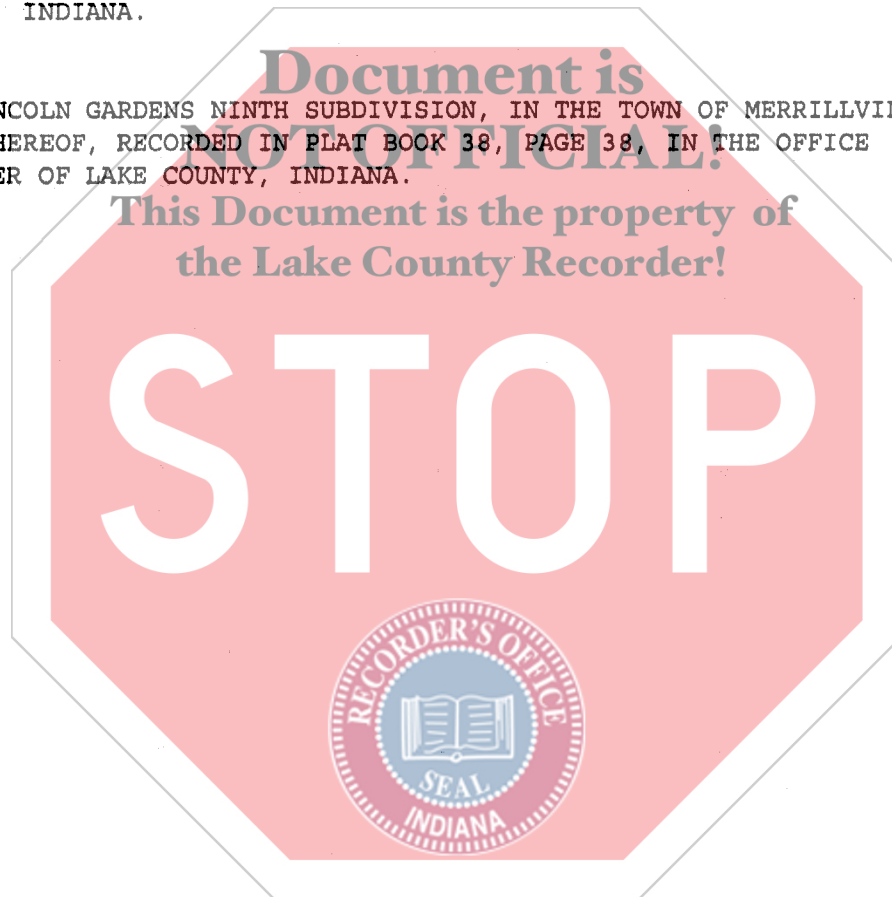 INDIANA.
Document is
NCOLN GARDENS NINTH SUBDIVISION, IN THE TOWN OF MERRILLVIL
NOT OFFICIAL!
HEREOF, RECORDED IN PLAT BOOK 38, PAGE 38, IN THE OFFICE
ER OF LAKE COUNTY, INDIANA.
This Document is the property of
the Lake County Recorder!
STOP
RECORDER'S OFFICE
SEAL
INDIANA